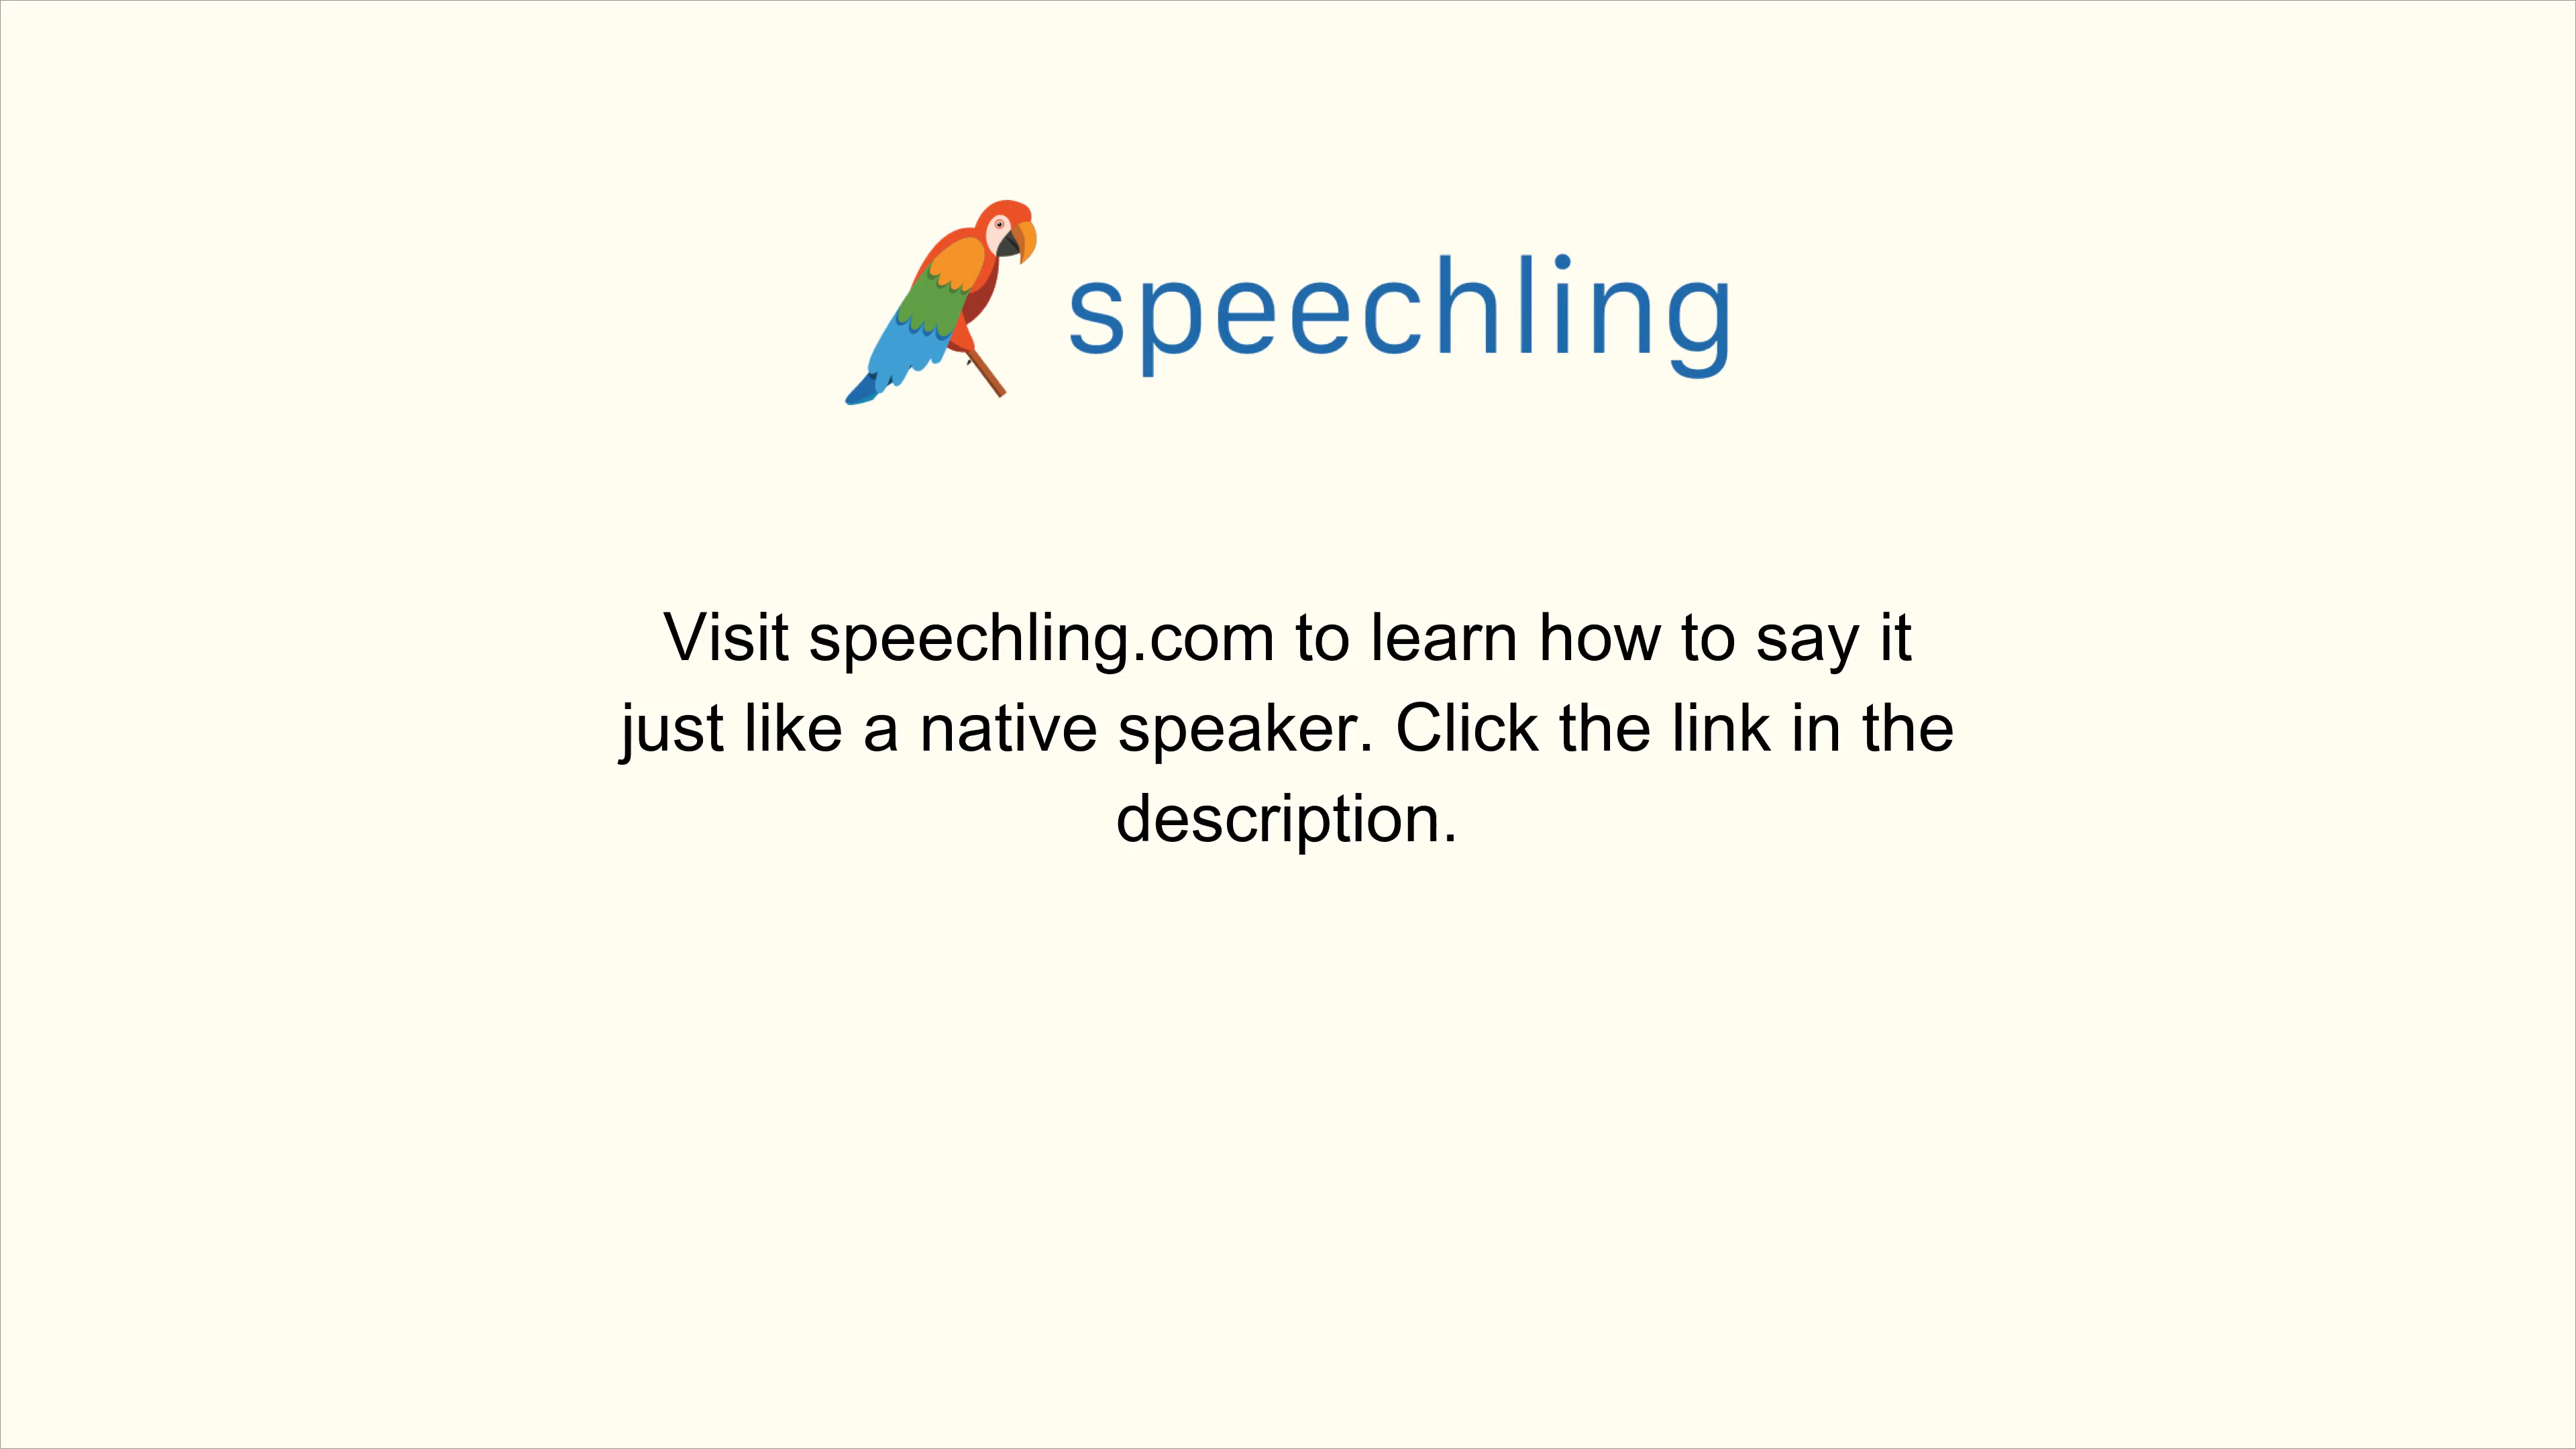 speechling
Visit speechling.com to learn how to say it
just like a native speaker. Click the link in the
description.